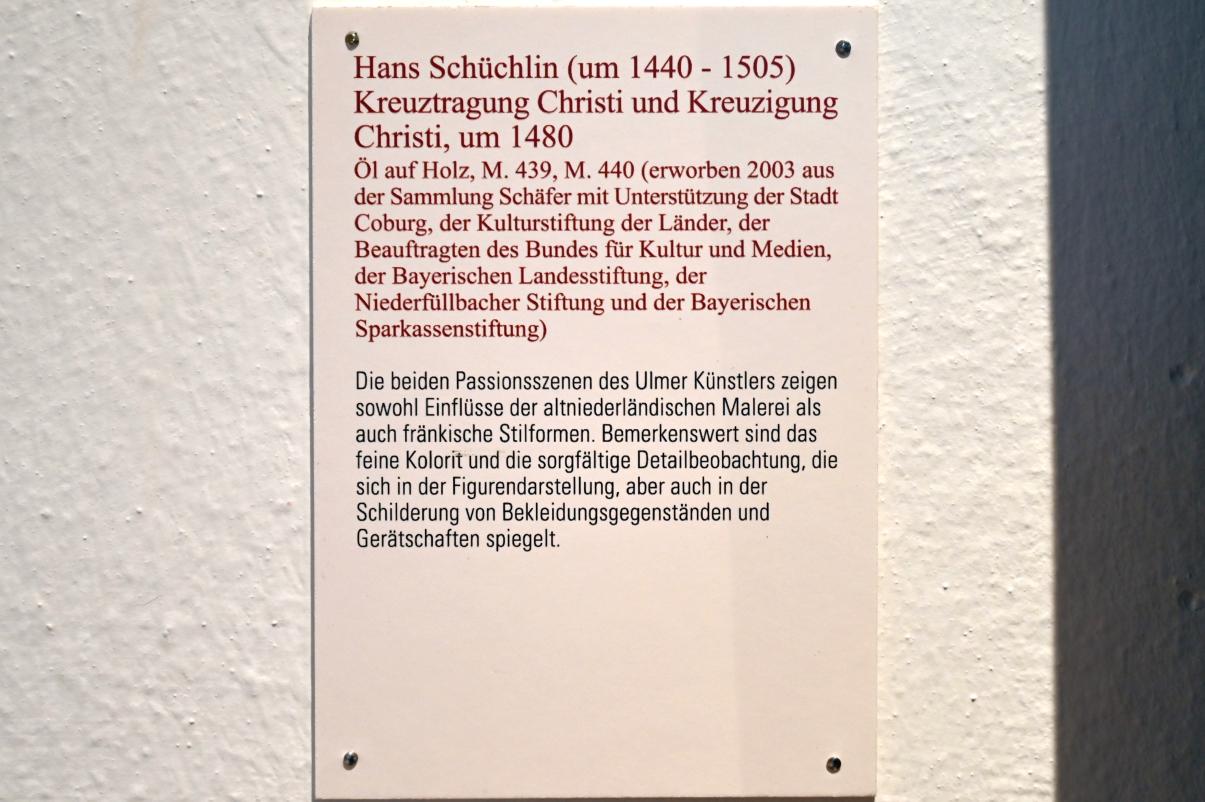 Hans Schüchlin (um 1440 - 1505)
Kreuztragung Christi und Kreuzigung
Christi, um 1480
Öl auf Holz, M. 439, M. 440 (erworben 2003 aus
der Sammlung Schäfer mit Unterstützung der Stadt
Coburg, der Kulturstiftung der Länder, der
Beauftragten des Bundes für Kultur und Medien,
der Bayerischen Landesstiftung, der
Niederfüllbacher Stiftung und der Bayerischen
Sparkassenstiftung)
Die beiden Passionsszenen des Ulmer Künstlers zeigen
sowohl Einflüsse der altniederländischen Malerei als
auch fränkische Stilformen. Bemerkenswert sind das
feine Kolorit und die sorgfältige Detailbeobachtung, die
sich in der Figurendarstellung, aber auch in der
Schilderung von Bekleidungsgegenständen und
Gerätschaften spiegelt.